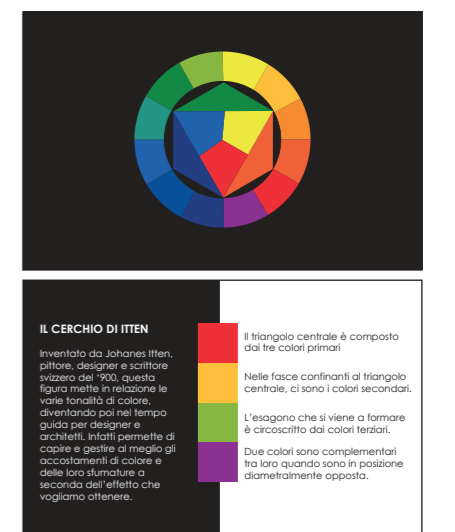 IL CERCHIO DI ITTEN
Inventato da Johanes Itten,
pittore, designer e scrittore
svizzero del ‘900, questa
figura mette in relazione le
varie tonalità di colore,
diventando poi nel tempo
guida per designer e
architetti. Infatti permette di
capire e gestire al meglio gli
accostamenti di colore e
delle loro sfumature a
seconda dell’effetto che
vogliamo ottenere.
Il triangolo centrale è composto
dai tre colori primari
Nelle fasce confinanti al triangolo
centrale, ci sono i colori secondari.
L’esagono che si viene a formare
è circoscritto dai colori terziari.
Due colori sono complementari
tra loro quando sono in posizione
diametralmente opposta.